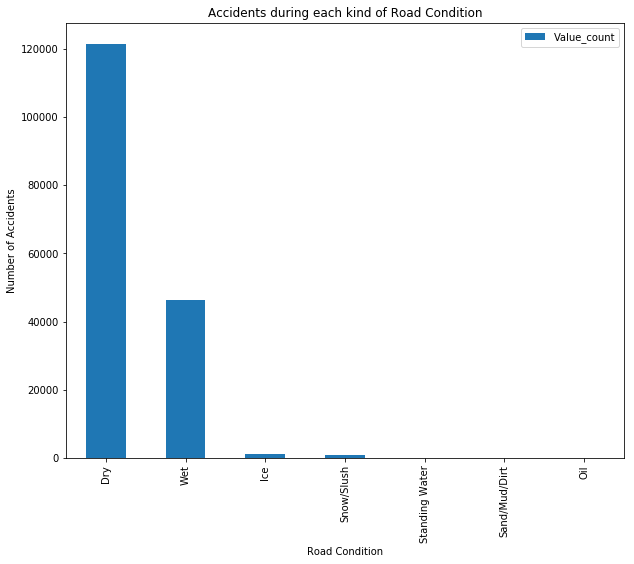 Accidents during each kind of Road Condition
Value_count
120000
100000
80000
60000
40000
20000
0
Number of Accidents
Dry
Wet
Ice
Snow/Slush
Standing Water
Sand/Mud/Dirt
Oil
Road Condition